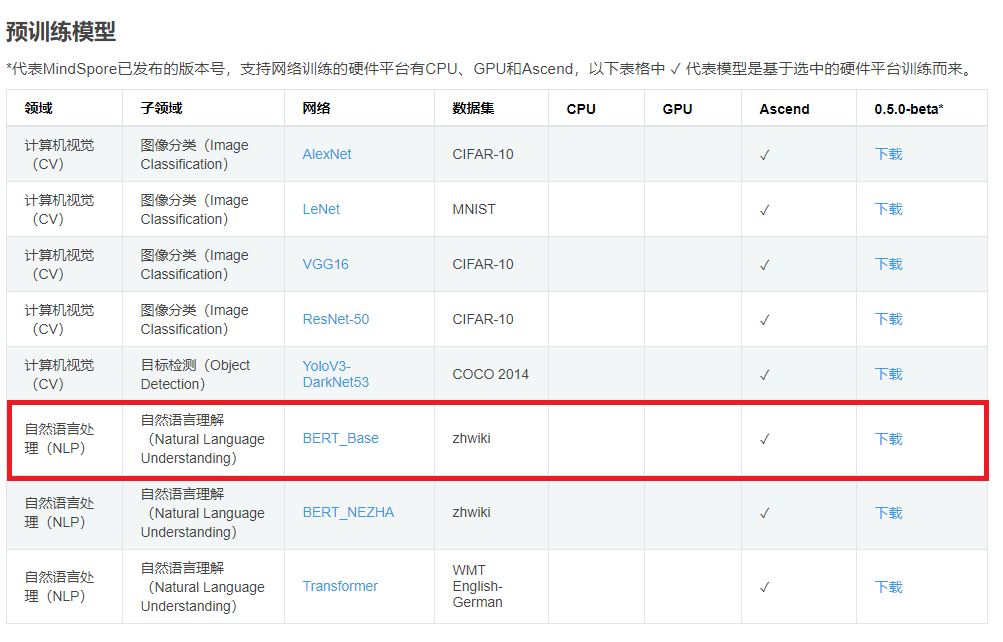 预训练模型
*代表MindSpore已发布的版本号，支持网络训练的硬件平台有CPU、GPU和Ascend，以下表格中 ✓ 代表模型是基于选中的硬件平台训练而来。
领域 子领域 网络 数据集 CPU GPU Ascend 0.5.0-beta*
计算机视觉 图像分类（Image
（CV） Classification） AlexNet CIFAR-10 ✓ 下载
计算机视觉 图像分类（Image
（CV） Classification） LeNet MNIST ✓ 下载
计算机视觉 图像分类（Image
（CV） Classification） VGG16 CIFAR-10 ✓ 下载
计算机视觉 图像分类（Image
（CV） Classification） ResNet-50 CIFAR-10 ✓ 下载
计算机视觉 目标检测（Object YoloV3-
（CV） Detection） DarkNet53 COCO 2014 ✓ 下载
自然语言处 自然语言理解
理（NLP） （Natural Language BERT_Base zhwiki ✓ 下载
Understanding）
自然语言处 自然语言理解
理（NLP） （Natural Language BERT_NEZHA zhwiki ✓ 下载
Understanding）
自然语言处 自然语言理解 WMT
理（NLP） （Natural Language Transformer English- ✓ 下载
Understanding） German